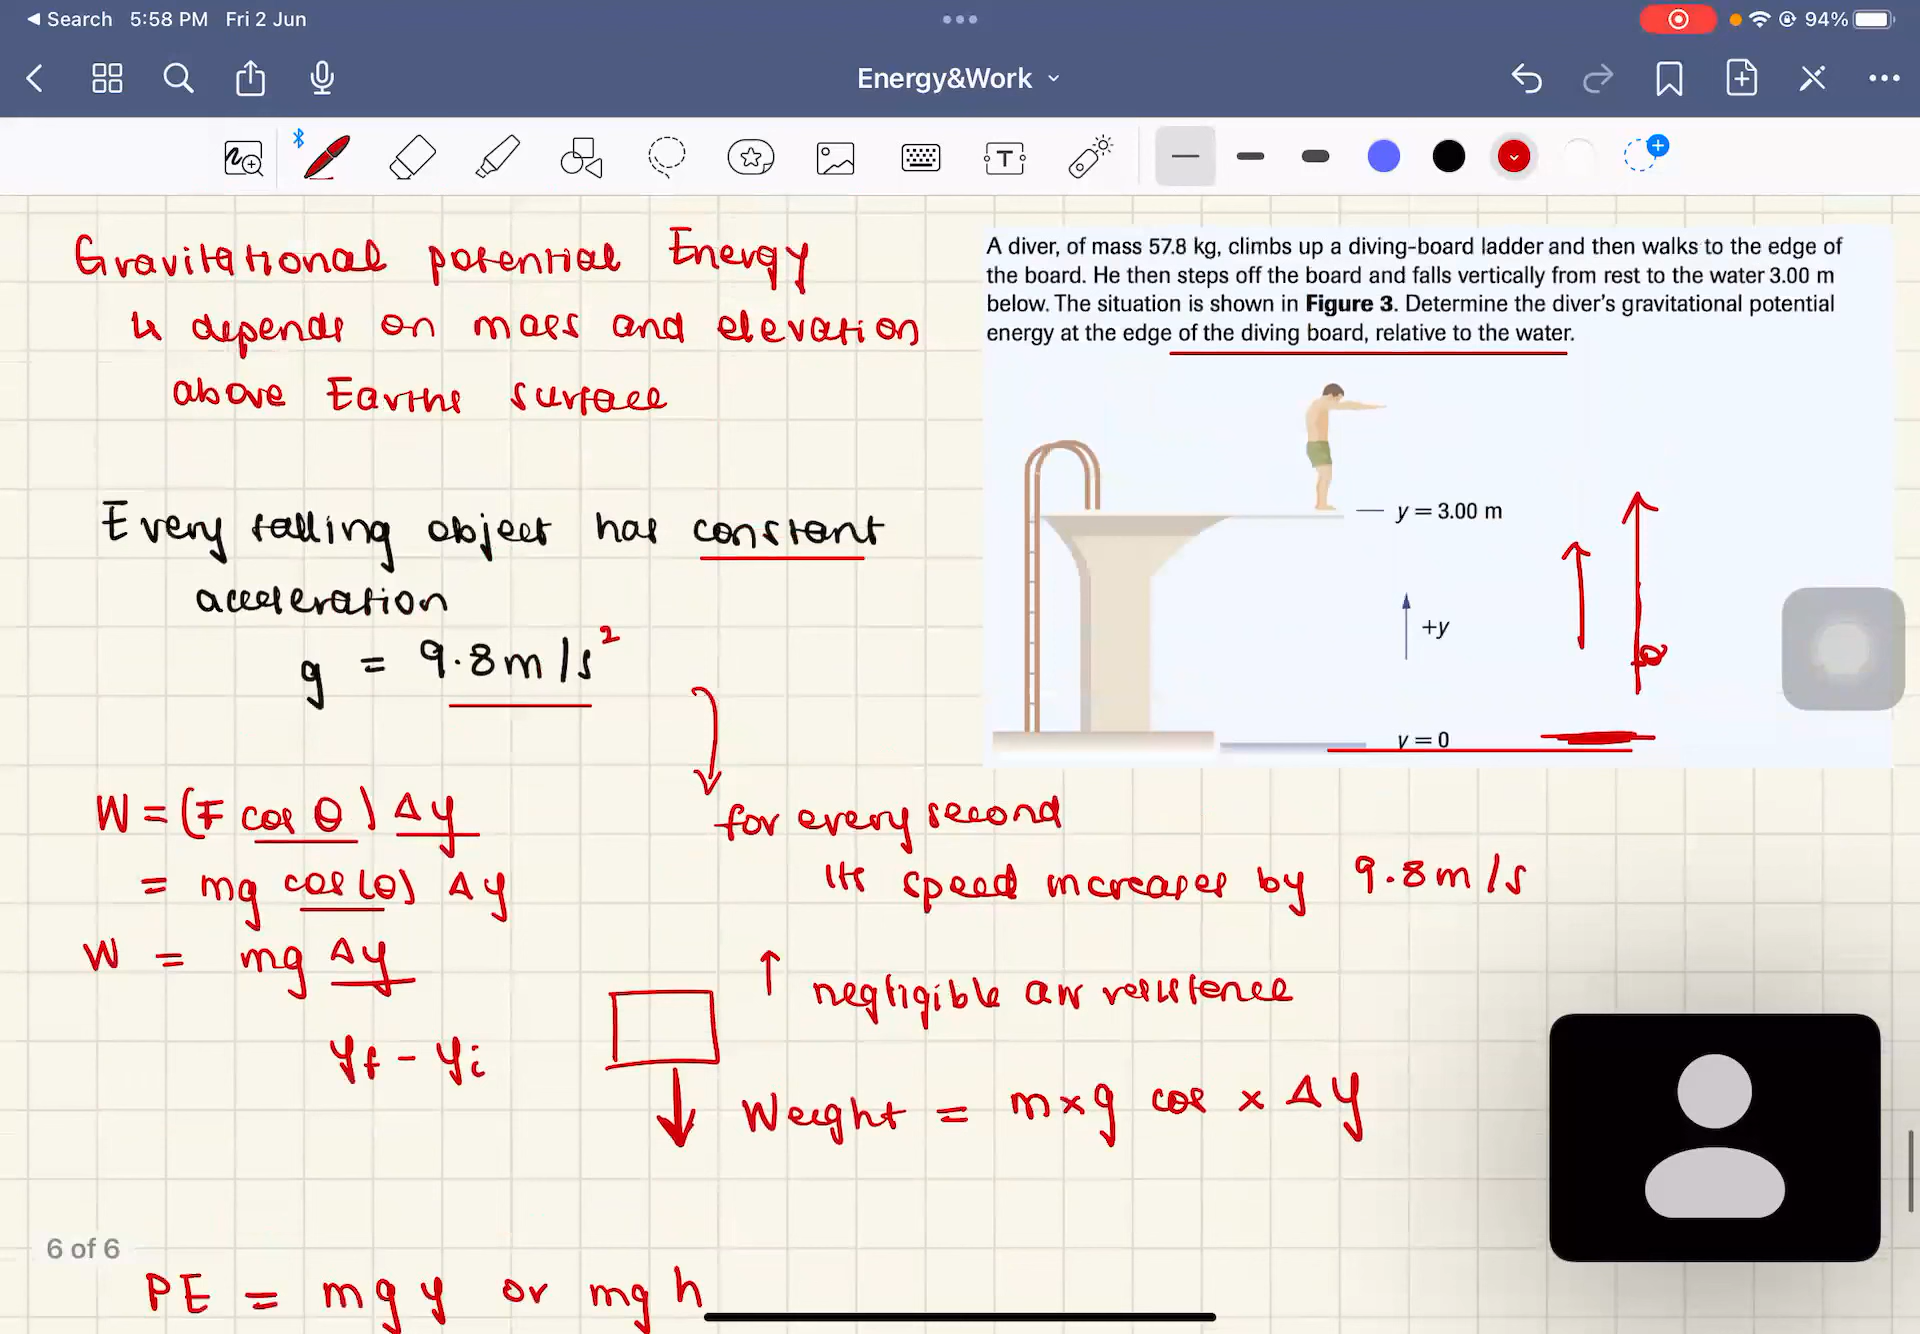 Search 5:58 PM Fri 2 Jun
94%
Energy&Work
T
Gravitational potential Energy
↳ depends on mass and elevation
above Earths surface
Every falling object has constant
acceleration
g = 9.8m/s²
W = (F cos θ) Δy
= mg cos(0) Δy
W = mg Δy
yf - yi
A diver, of mass 57.8 kg, climbs up a diving-board ladder and then walks to the edge of
the board. He then steps off the board and falls vertically from rest to the water 3.00 m
below. The situation is shown in Figure 3. Determine the diver's gravitational potential
energy at the edge of the diving board, relative to the water.
y = 3.00 m
+y
y = 0
for every second
its speed increases by 9.8m/s
↑ negligible air resistence
Weight = m×g cos × Δy
6 of 6
PE = mgy or mgh